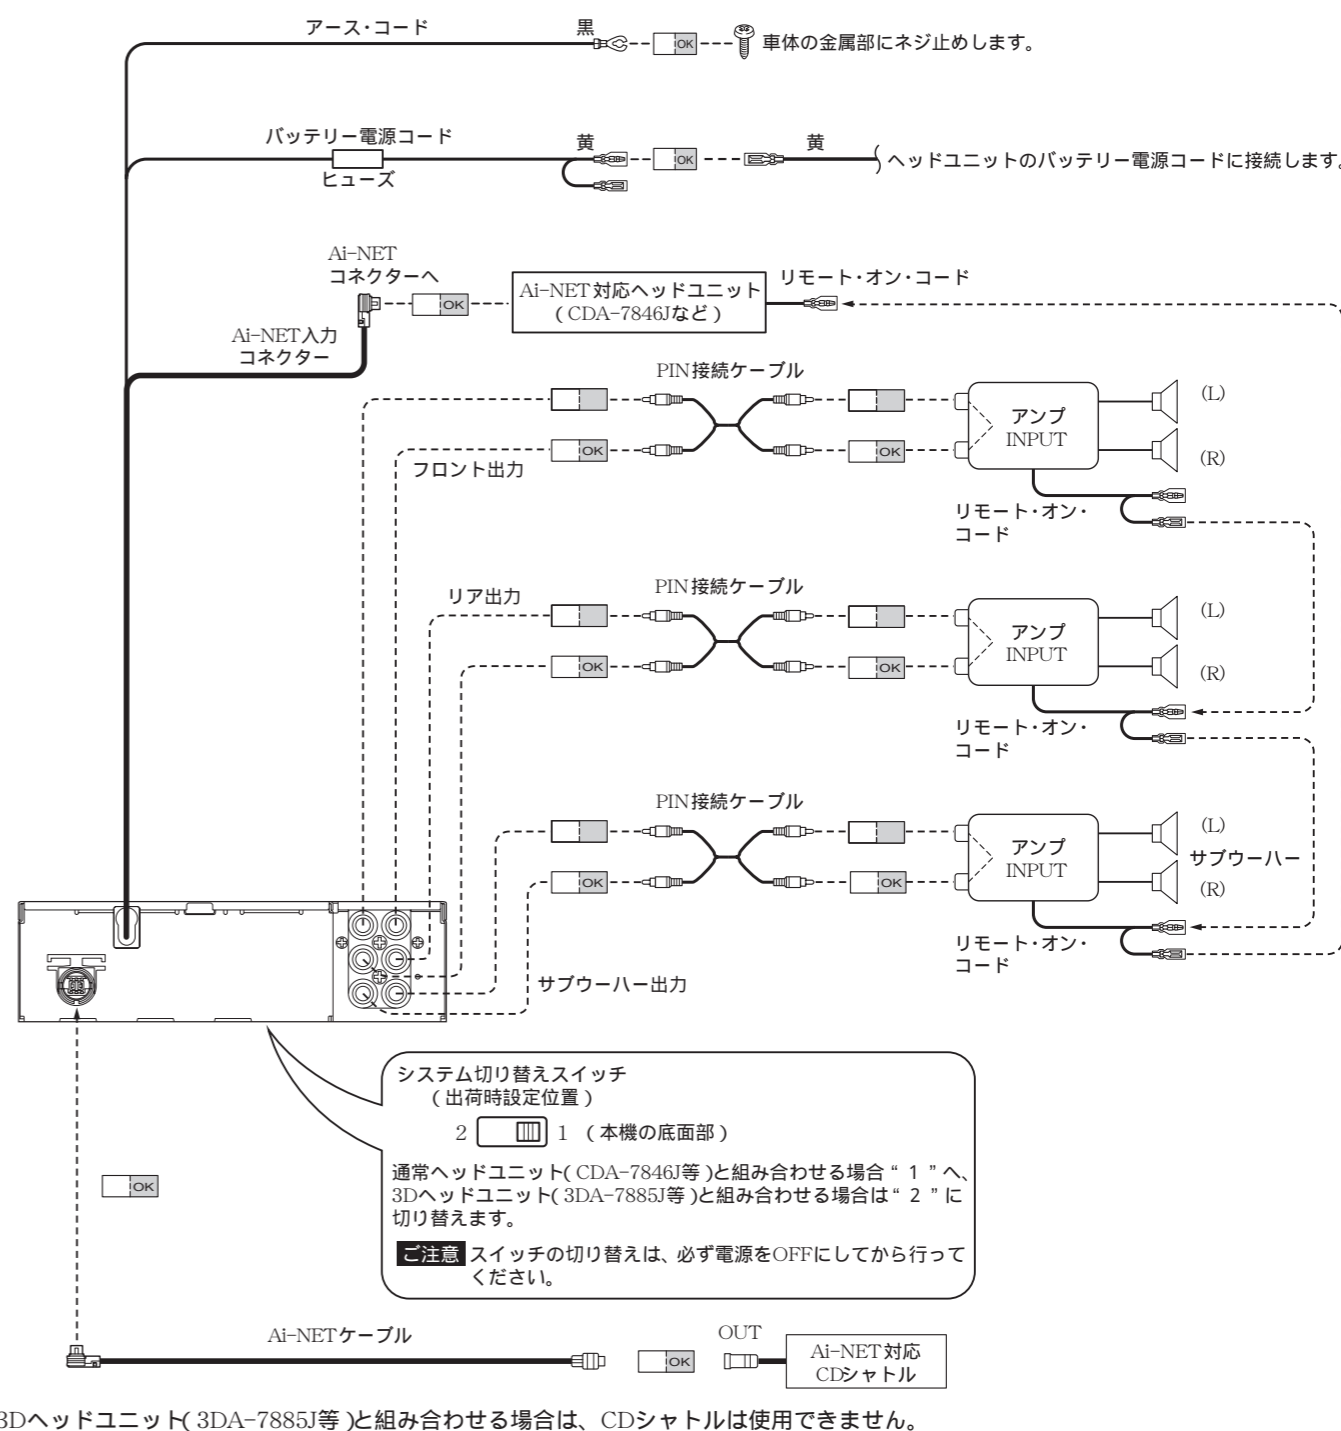 アース・コード
黒
OK
車体の金属部にネジ止めします。
バッテリー電源コード
ヒューズ
黄
OK
黄
ヘッドユニットのバッテリー電源コードに接続します。
Ai-NET
コネクターへ
OK
Ai-NET入力
コネクター
Ai-NET対応ヘッドユニット
(CDA-7846Jなど)
リモート・オン・コード
PIN接続ケーブル
OK
OK
フロント出力
アンプ
INPUT
(L)
(R)
リモート・オン・
コード
リア出力
PIN接続ケーブル
OK
OK
アンプ
INPUT
(L)
(R)
リモート・オン・
コード
PIN接続ケーブル
OK
OK
サブウーハー出力
アンプ
INPUT
(L)
サブウーハー
(R)
リモート・オン・
コード
システム切り替えスイッチ
(出荷時設定位置)
2 1 (本機の底面部)
通常ヘッドユニット(CDA-7846J等)と組み合わせる場合“1”へ、
3Dヘッドユニット(3DA-7885J等)と組み合わせる場合は“2”に
切り替えます。
ご注意 スイッチの切り替えは、必ず電源をOFFにしてから行って
ください。
OK
Ai-NETケーブル
OK
OUT
Ai-NET対応
CDシャトル
3Dヘッドユニット(3DA-7885J等)と組み合わせる場合は、CDシャトルは使用できません。